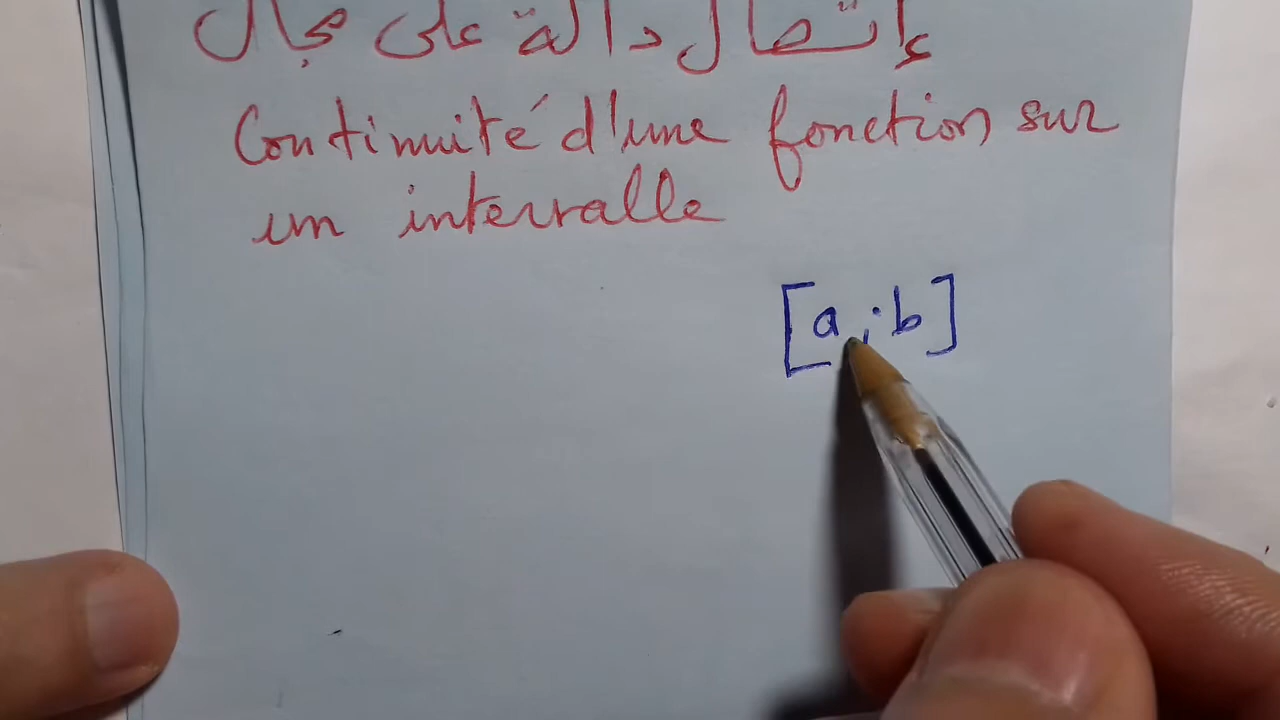 إتصال دالة على مجال
Continuité d'une fonction sur
un intervalle
[a ; b]